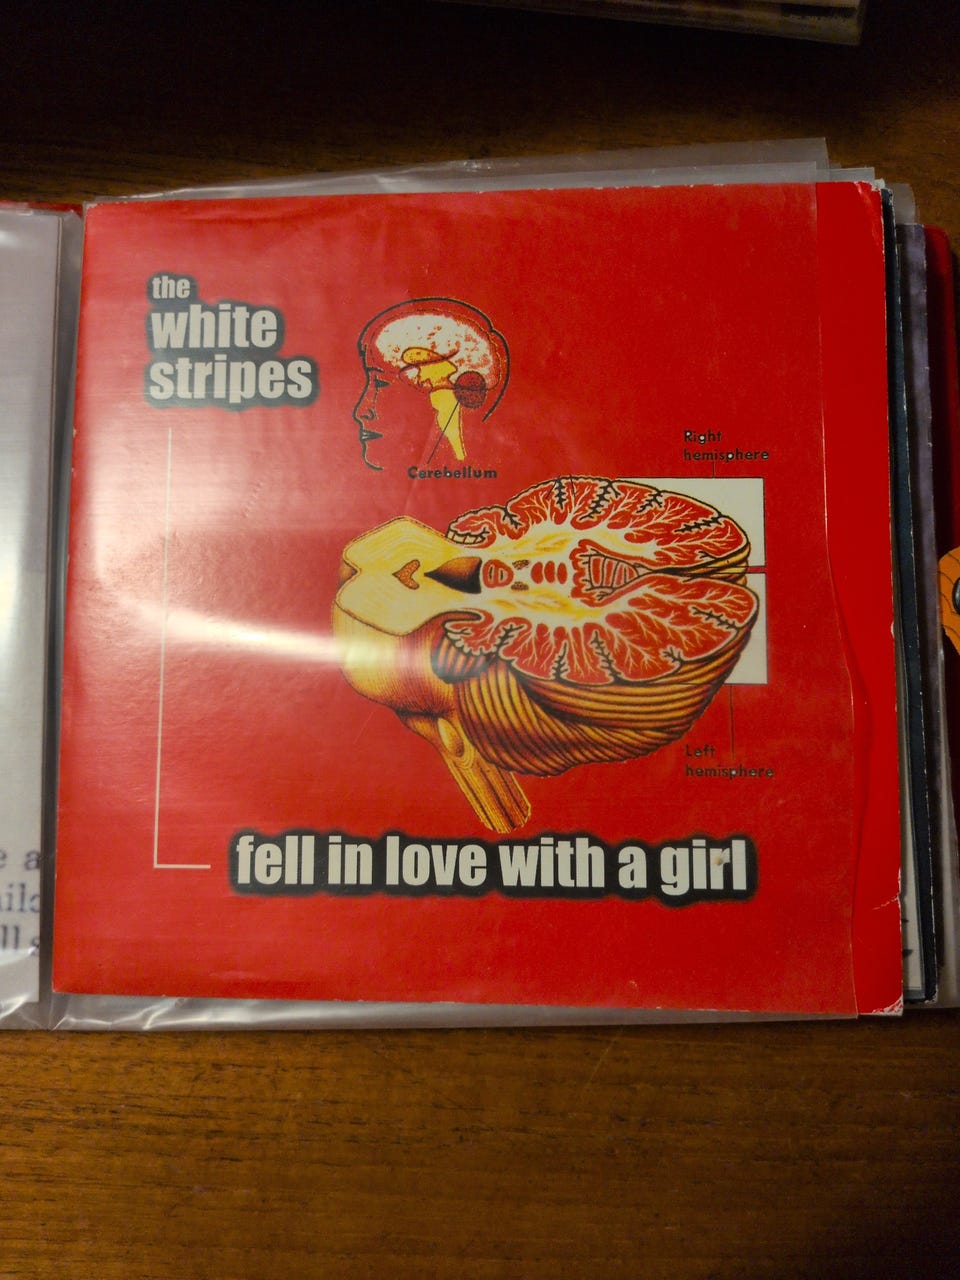 the
white
stripes
Cerebellum
Right
hemisphere
Left
hemisphere
fell in love with a girl